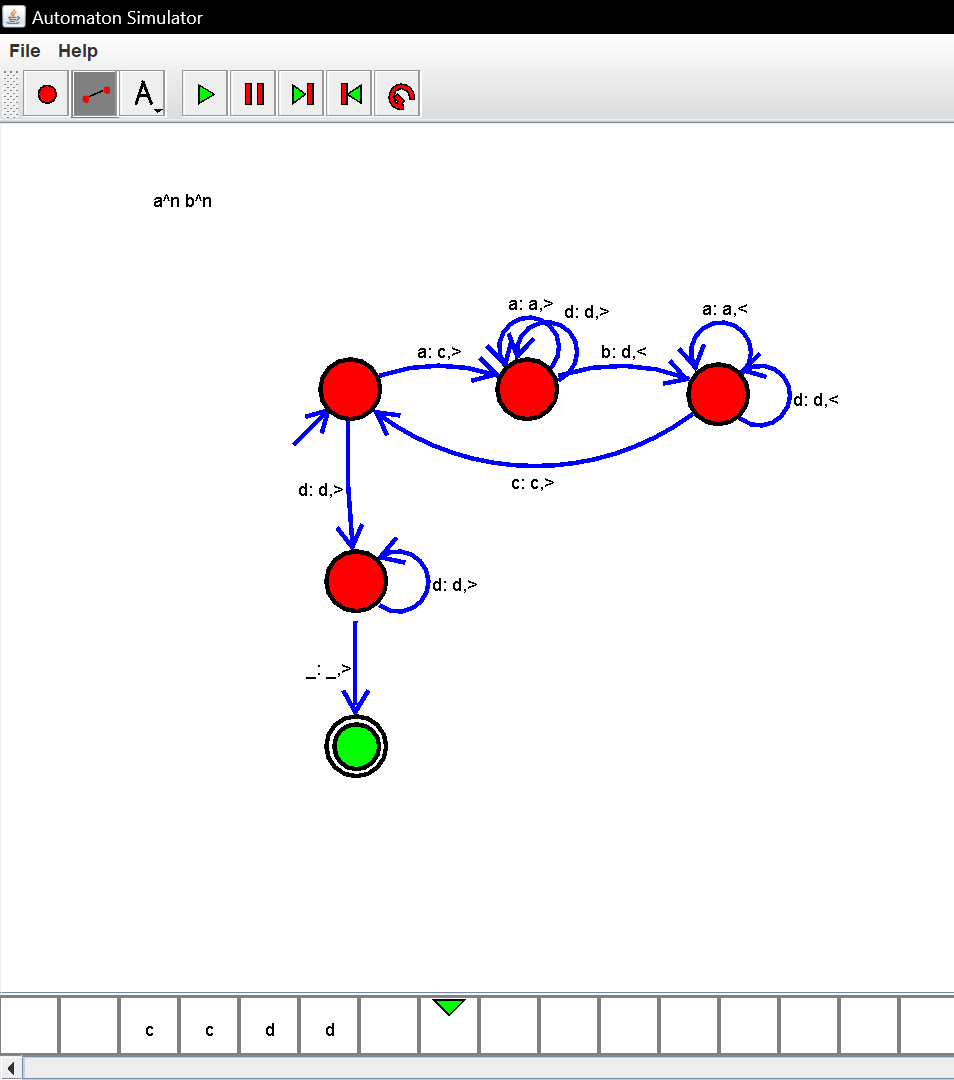 Automaton Simulator
File Help
A
a^n b^n
a: a,>
d: d,>
a: a,<
a: c,>
b: d,<
d: d,<
c: c,>
d: d,>
d: d,>
_: _,>
c c d d